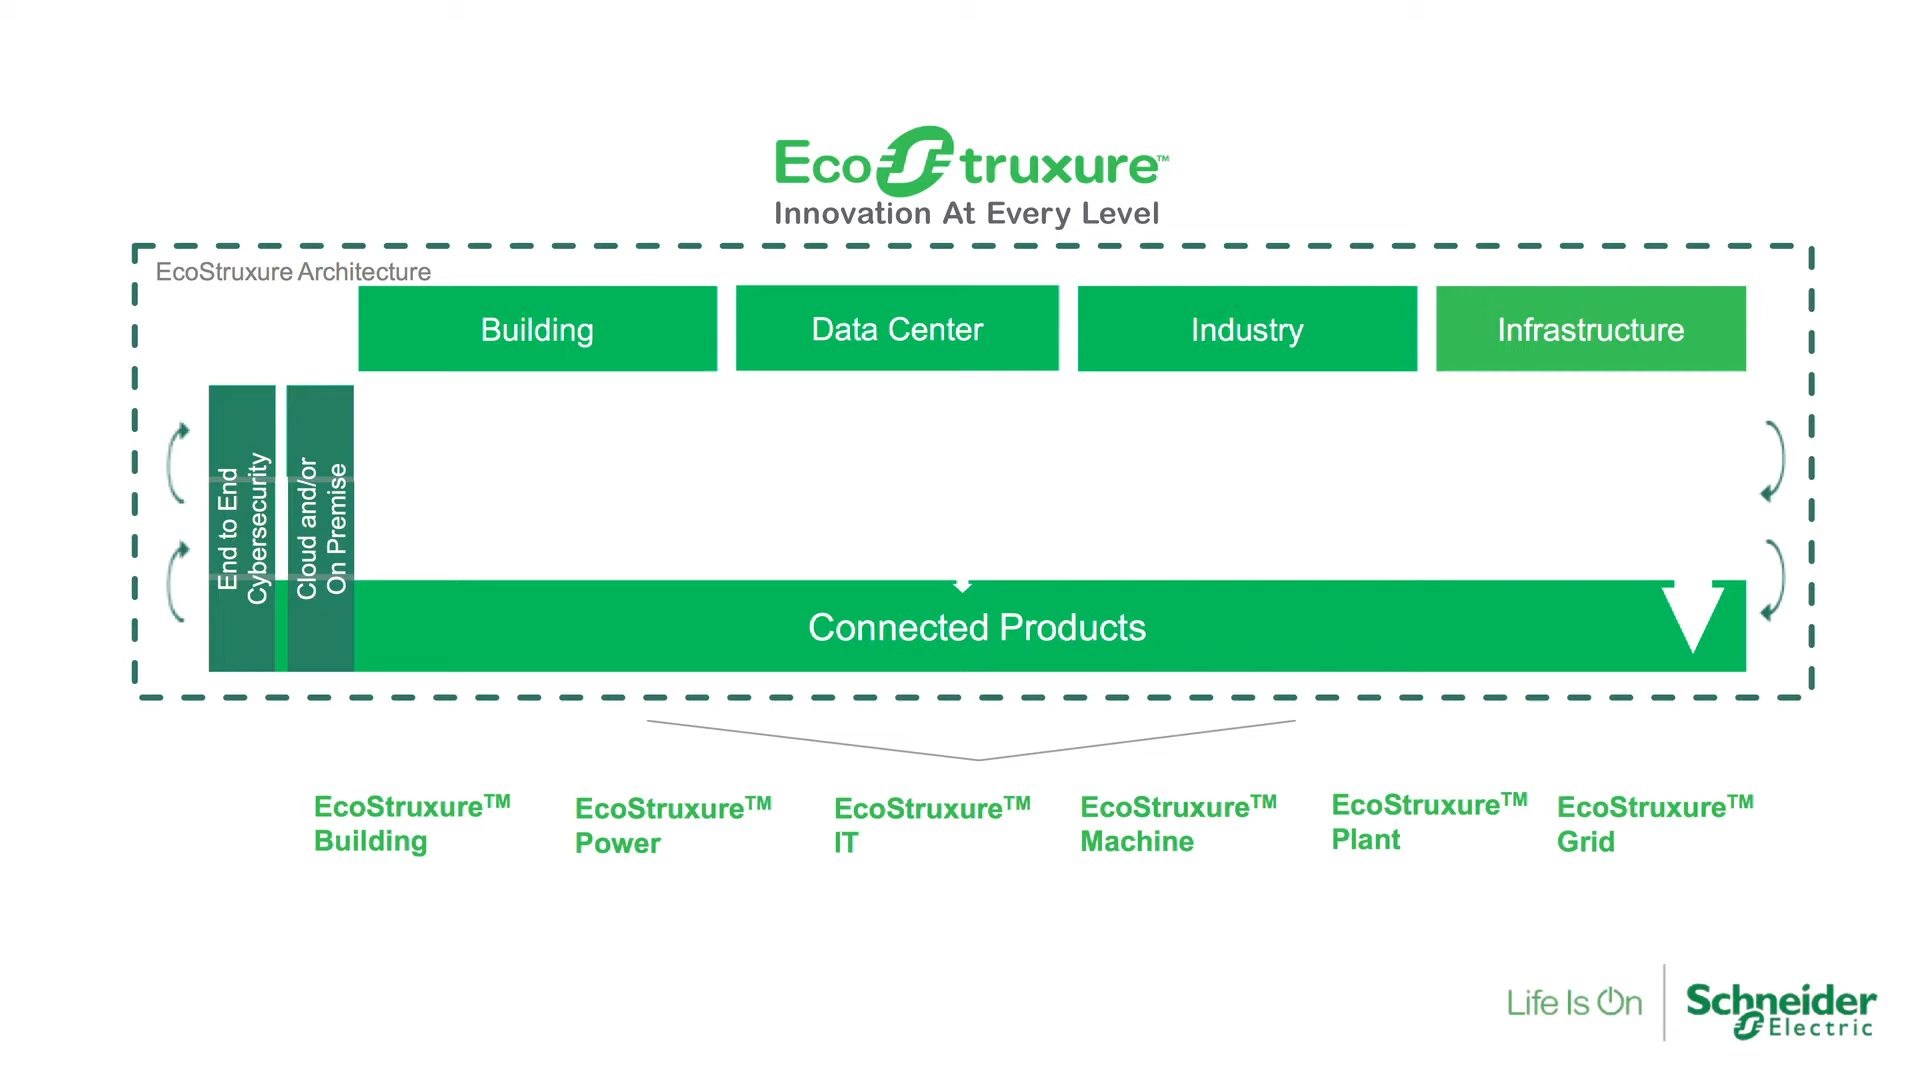 EcoStruxure™
Innovation At Every Level
EcoStruxure Architecture
Building
Data Center
Industry
Infrastructure
End to End
Cybersecurity
Cloud and/or
On Premise
Connected Products
EcoStruxure™
Building
EcoStruxure™
Power
EcoStruxure™
IT
EcoStruxure™
Machine
EcoStruxure™
Plant
EcoStruxure™
Grid
Life Is On
Schneider
Electric